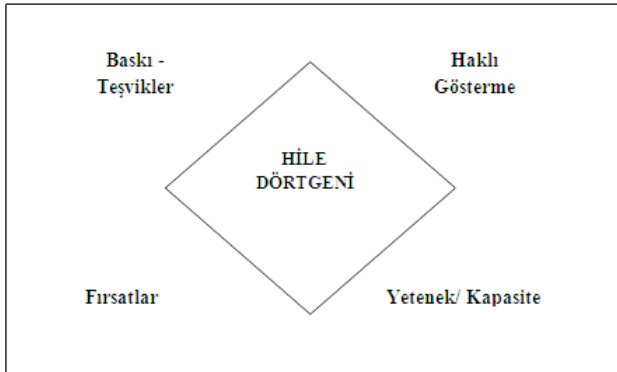 Baskı -
Teşvikler
Haklı
Gösterme
HİLE
DÖRTGENİ
Fırsatlar
Yetenek/ Kapasite